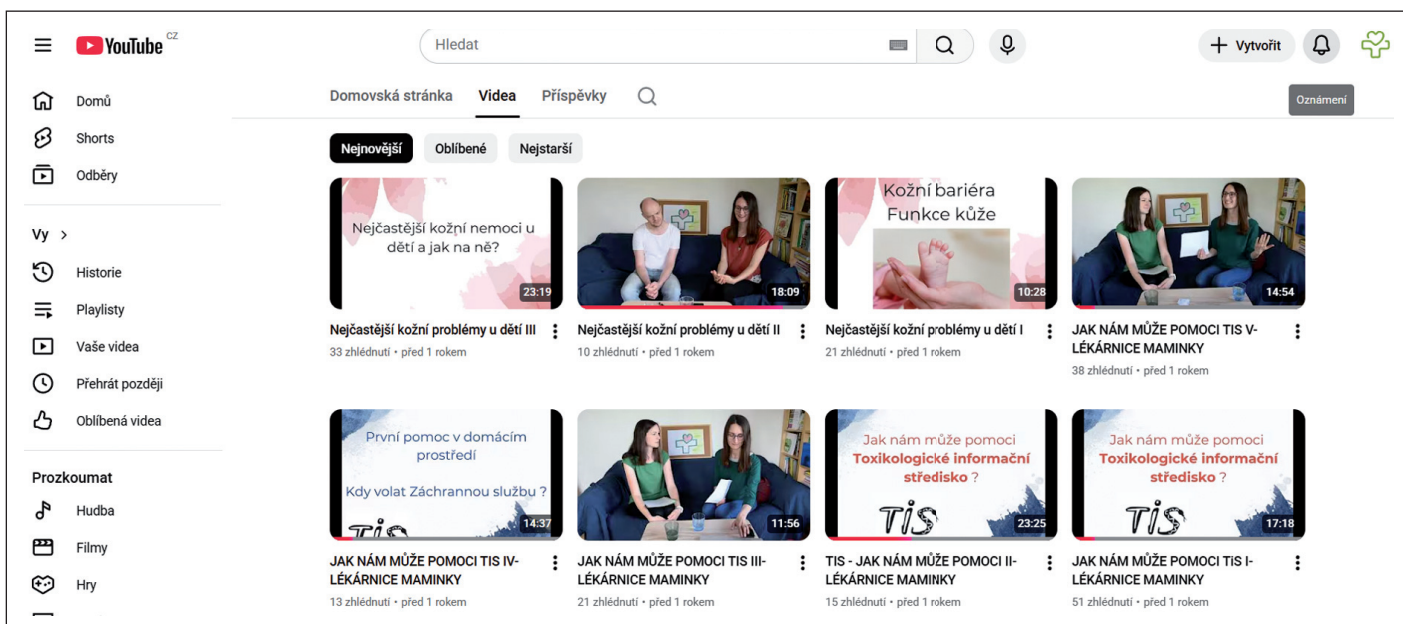 YouTube CZ
Hledat
Vytvořit
Domů
Shorts
Odběry
Vy
Historie
Playlisty
Vaše videa
Přehrát později
Oblíbená videa
Prozkoumat
Hudba
Filmy
Hry
Domovská stránka Videa Příspěvky
Oznámení
Nejnovější Oblíbené Nejstarší
Nejčastější kožní nemoci u
dětí a jak na ně?
23:19
Nejčastější kožní problémy u dětí III
33 zhlédnutí • před 1 rokem
18:09
Nejčastější kožní problémy u dětí II
10 zhlédnutí • před 1 rokem
Kožní bariéra
Funkce kůže
10:28
Nejčastější kožní problémy u dětí I
21 zhlédnutí • před 1 rokem
14:54
JAK NÁM MŮŽE POMOCI TIS V-
LÉKÁRNICE MAMINKY
38 zhlédnutí • před 1 rokem
První pomoc v domácím
prostředí
Kdy volat Záchrannou službu ?
TiS
14:37
JAK NÁM MŮŽE POMOCI TIS IV-
LÉKÁRNICE MAMINKY
13 zhlédnutí • před 1 rokem
11:56
JAK NÁM MŮŽE POMOCI TIS III-
LÉKÁRNICE MAMINKY
21 zhlédnutí • před 1 rokem
Jak nám může pomoci
Toxikologické informační
středisko ?
TiS
23:25
TIS - JAK NÁM MŮŽE POMOCI II-
LÉKÁRNICE MAMINKY
15 zhlédnutí • před 1 rokem
Jak nám může pomoci
Toxikologické informační
středisko ?
TiS
17:18
JAK NÁM MŮŽE POMOCI TiS I-
LÉKÁRNICE MAMINKY
51 zhlédnutí • před 1 rokem